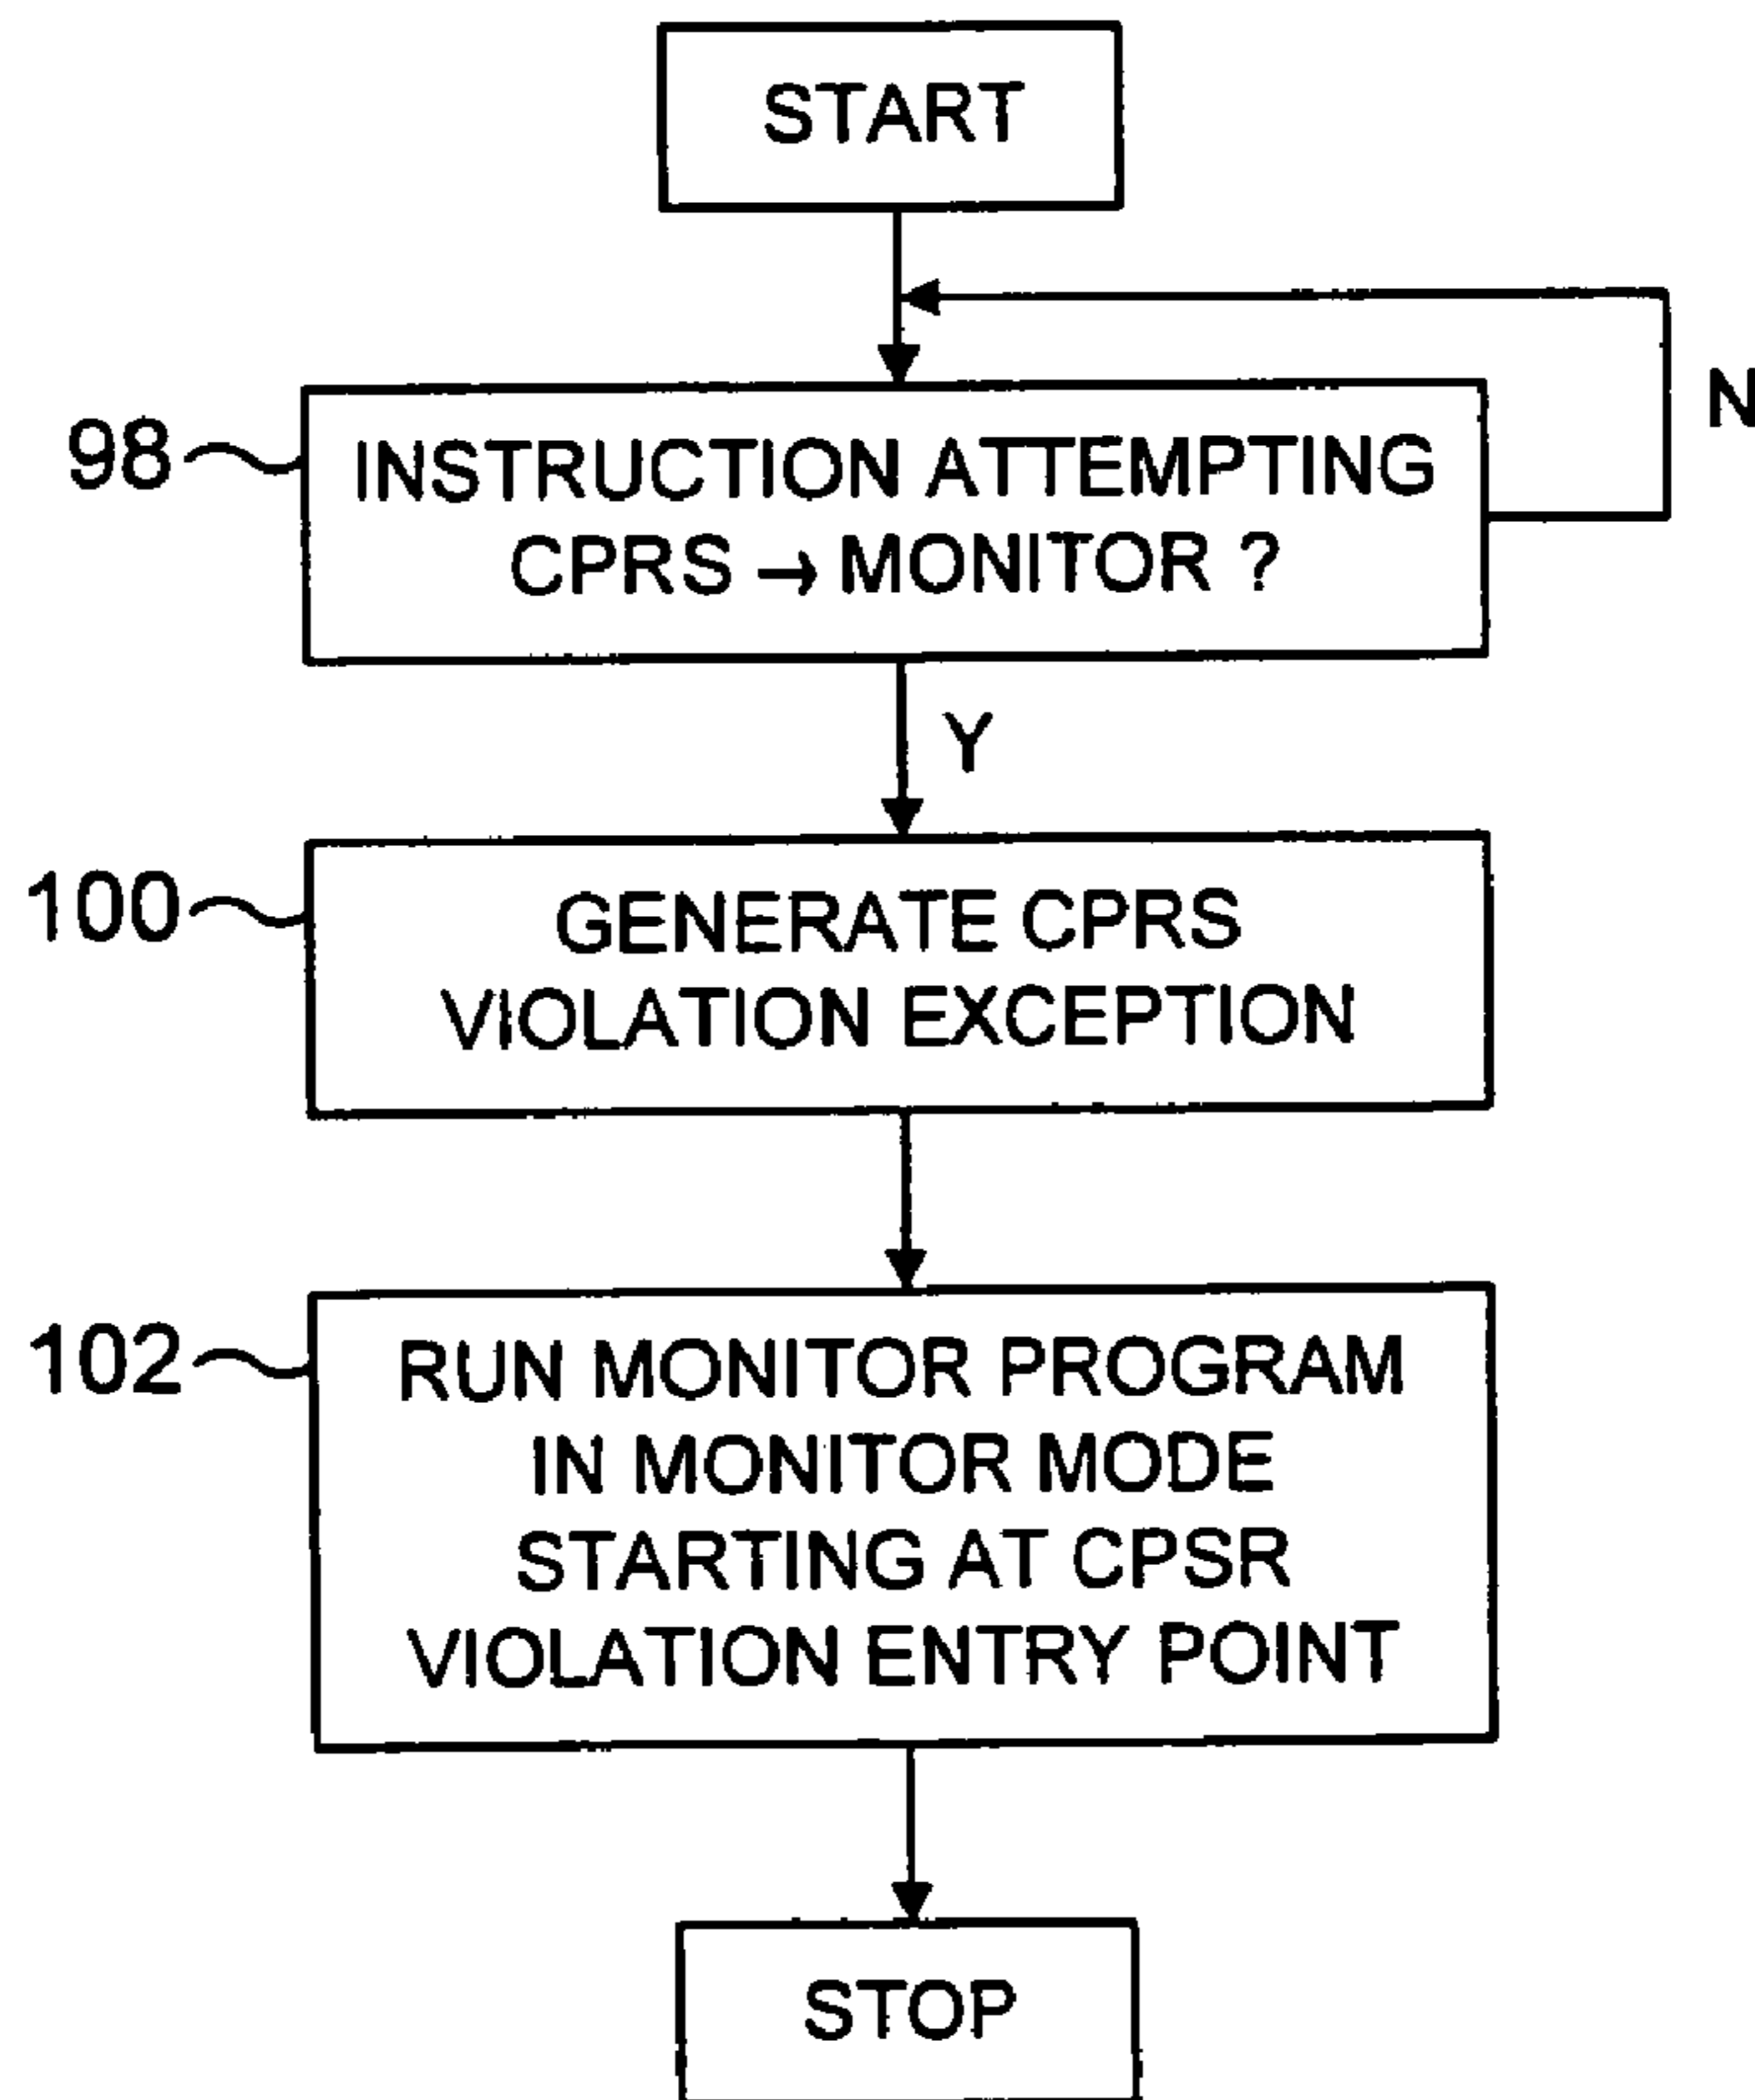 START
N
98
INSTRUCTION ATTEMPTING
CPRS → MONITOR ?
Y
100
GENERATE CPRS
VIOLATION EXCEPTION
102
RUN MONITOR PROGRAM
IN MONITOR MODE
STARTING AT CPSR
VIOLATION ENTRY POINT
STOP